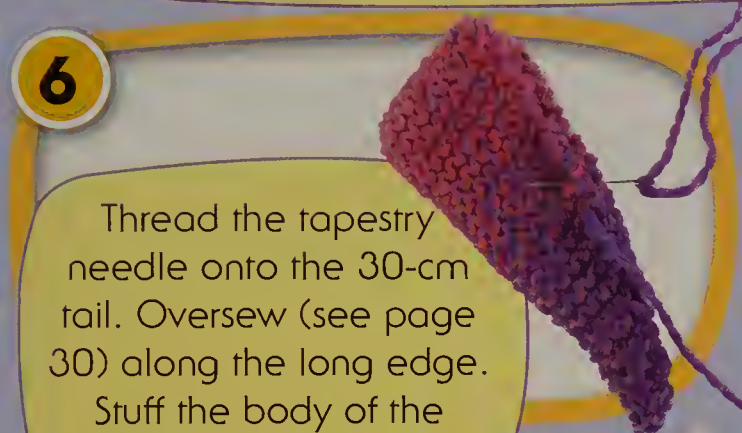 6
Thread the tapestry
needle onto the 30-cm
tail. Oversew (see page
30) along the long edge.
Stuff the body of the